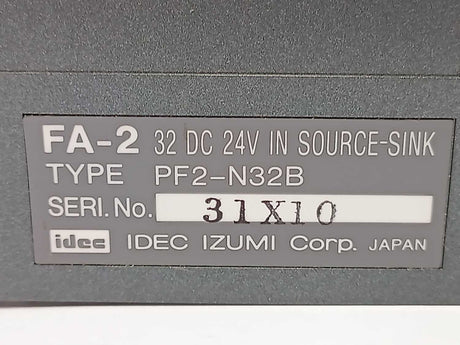 FA-2 32 DC 24V IN SOURCE-SINK
TYPE PF2-N32B
SERI. No. 31X10
idec IDEC IZUMI Corp. JAPAN